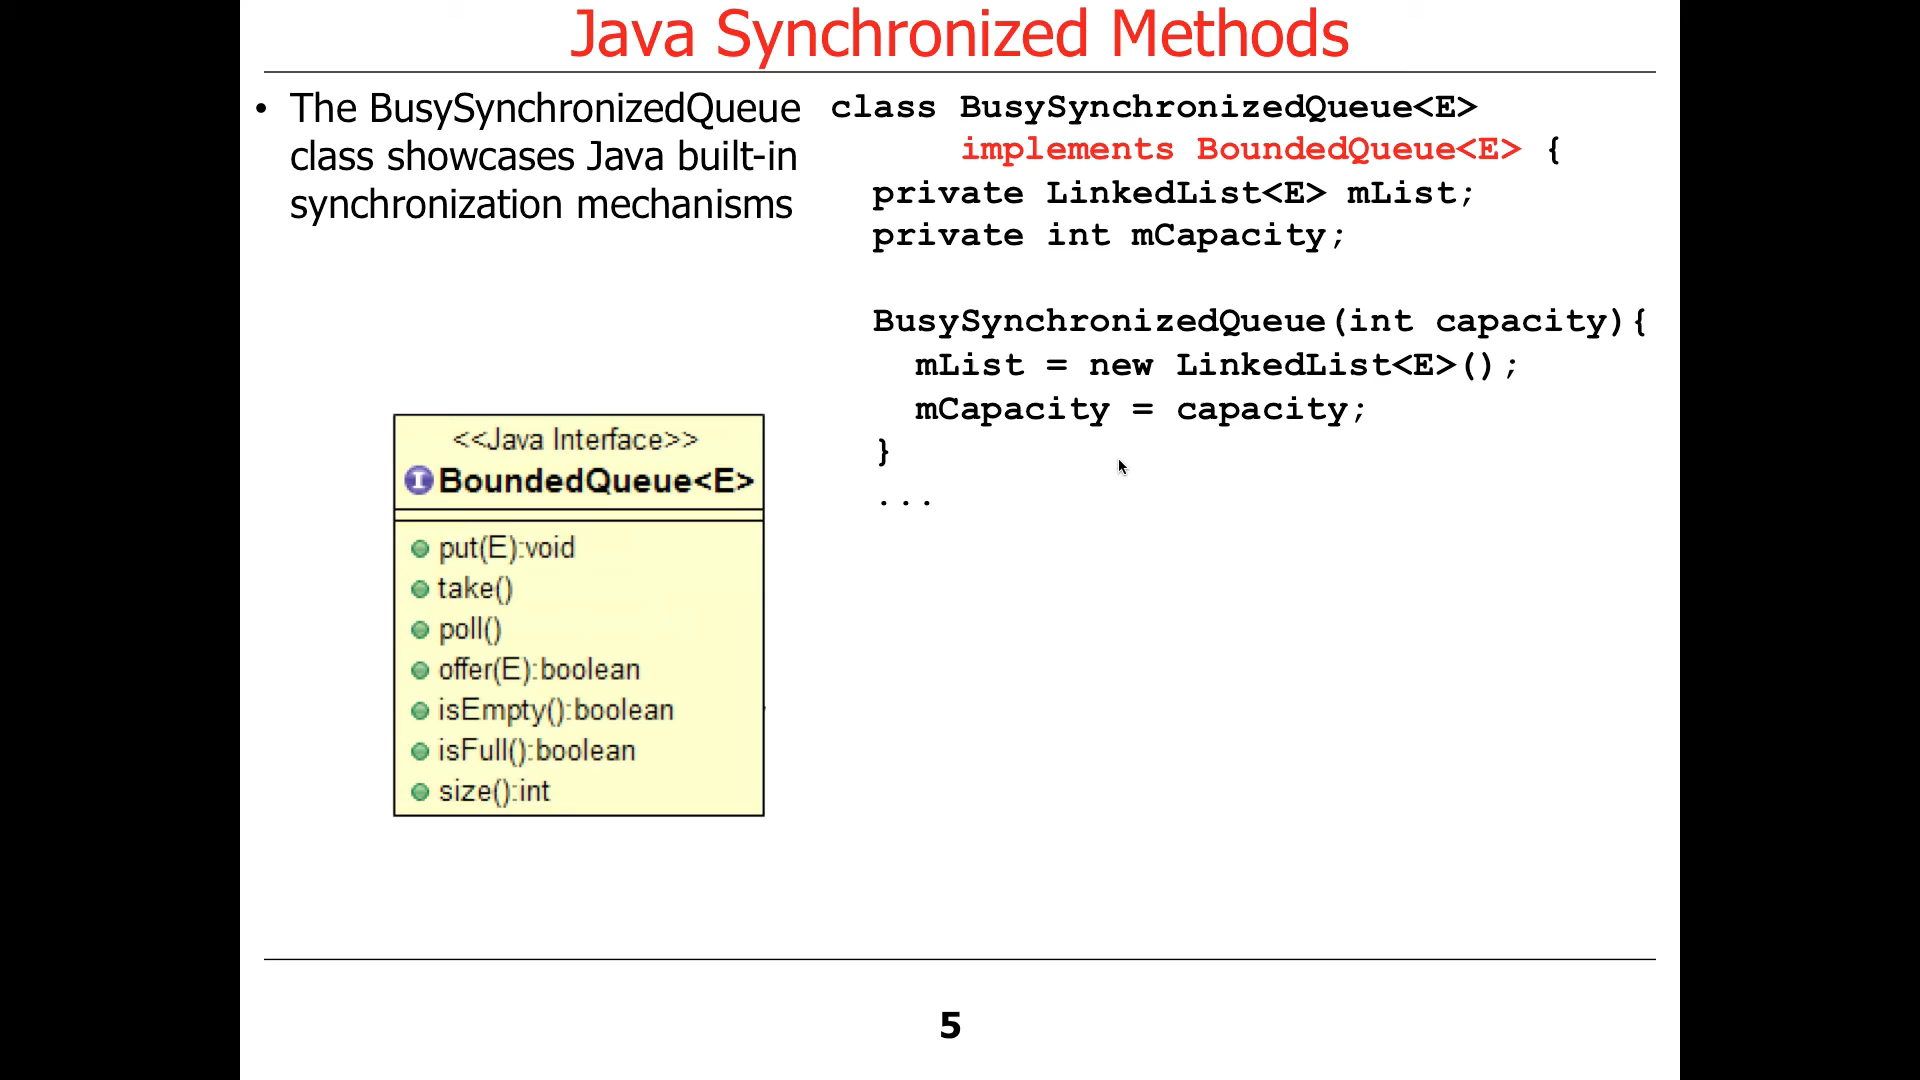 Java Synchronized Methods
• The BusySynchronizedQueue
class showcases Java built-in
synchronization mechanisms
class BusySynchronizedQueue<E>
implements BoundedQueue<E> {
private LinkedList<E> mList;
private int mCapacity;
BusySynchronizedQueue(int capacity){
mList = new LinkedList<E>();
mCapacity = capacity;
}
...
<<Java Interface>>
I BoundedQueue<E>
put(E):void
take()
poll()
offer(E):boolean
isEmpty():boolean
isFull():boolean
size():int
5